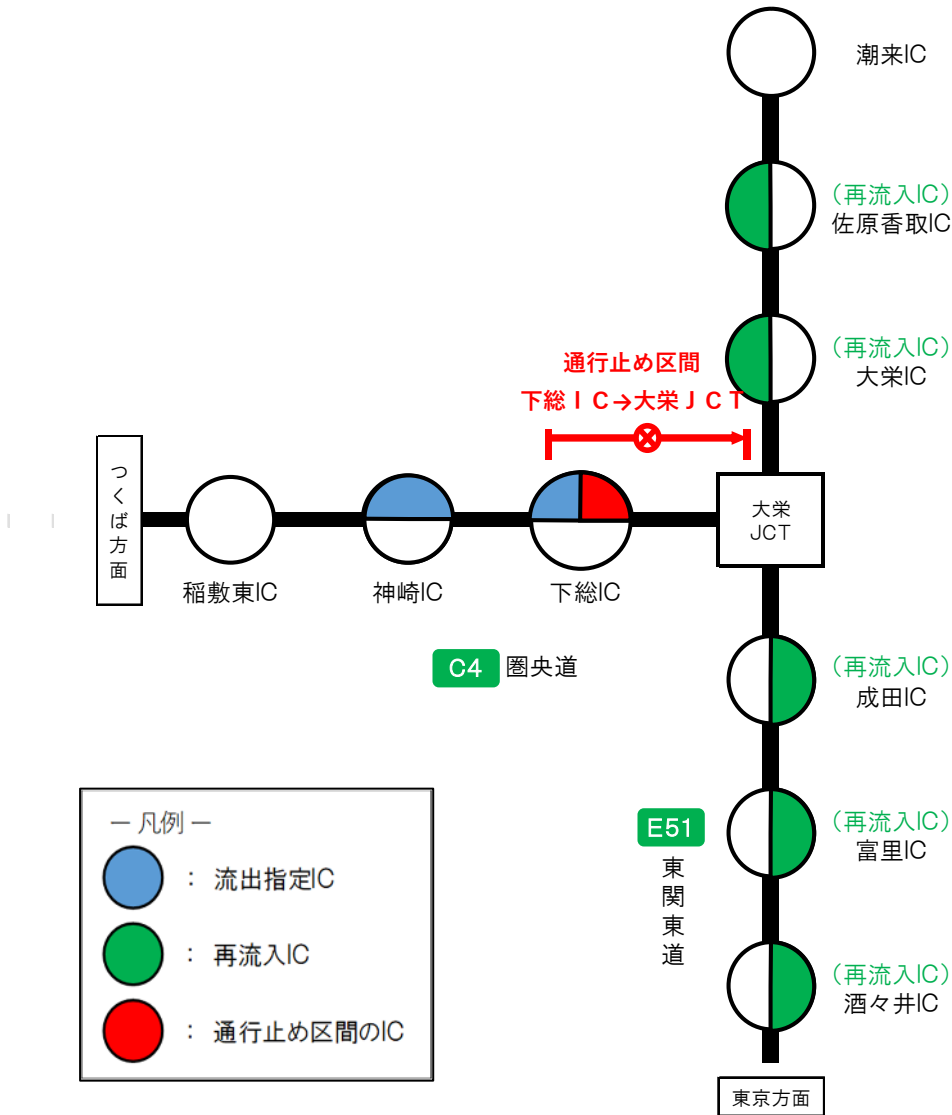 潮来IC
（再流入IC）
佐原香取IC
（再流入IC）
大栄IC
通行止め区間
下総ＩＣ→大栄ＪＣＴ
つくば方面
稲敷東IC
神崎IC
下総IC
大栄
JCT
C4 圏央道
（再流入IC）
成田IC
（再流入IC）
富里IC
E51
東関東道
（再流入IC）
酒々井IC
東京方面
― 凡例 ―
： 流出指定IC
： 再流入IC
： 通行止め区間のIC